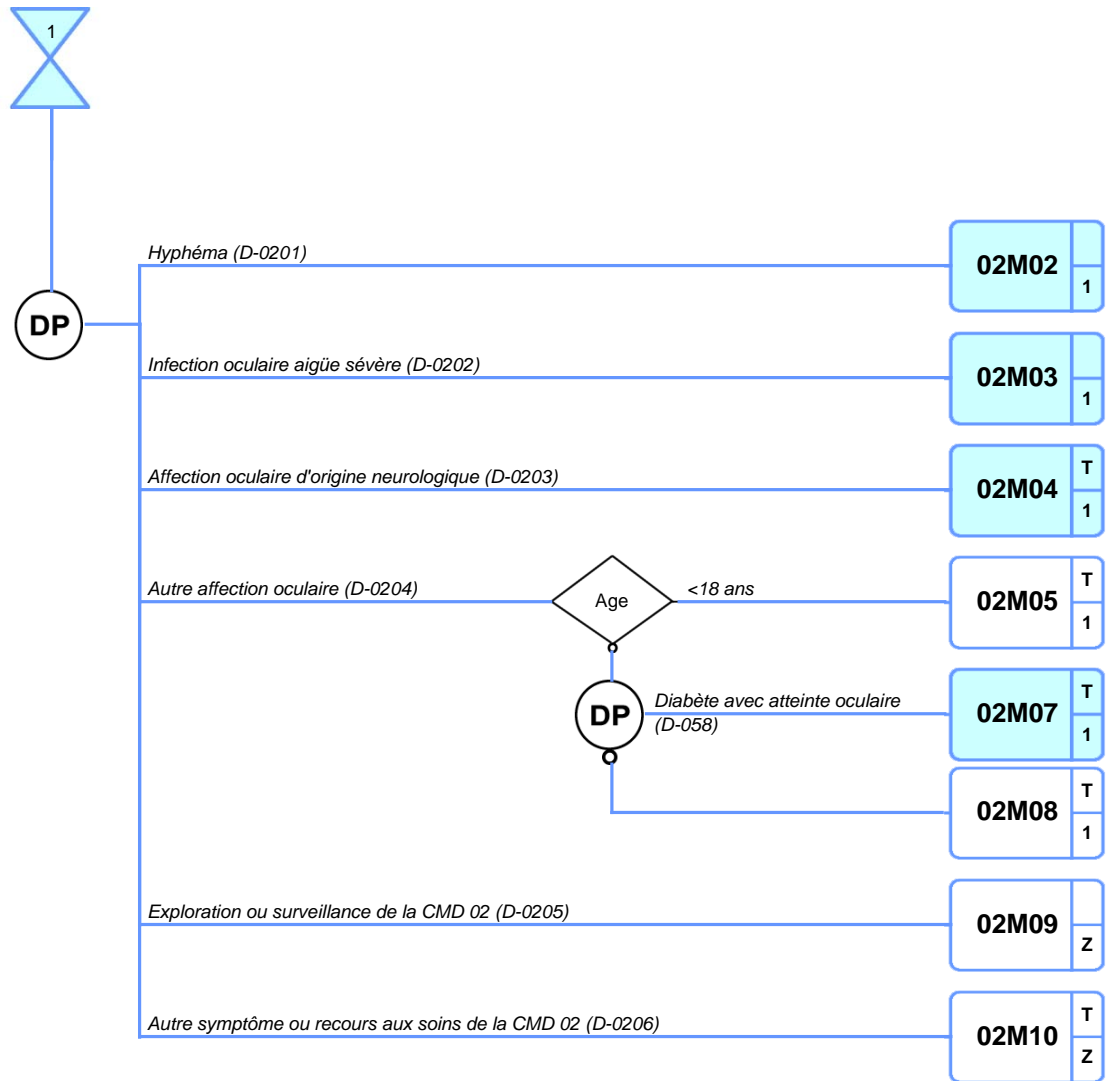 1
Hyphéma (D-0201)
02M02
1
DP
Infection oculaire aigüe sévère (D-0202)
02M03
1
Affection oculaire d'origine neurologique (D-0203)
02M04
T
1
Autre affection oculaire (D-0204)
Age
<18 ans
02M05
T
1
DP
Diabète avec atteinte oculaire
(D-058)
02M07
T
1
02M08
T
1
Exploration ou surveillance de la CMD 02 (D-0205)
02M09
Z
Autre symptôme ou recours aux soins de la CMD 02 (D-0206)
02M10
T
Z